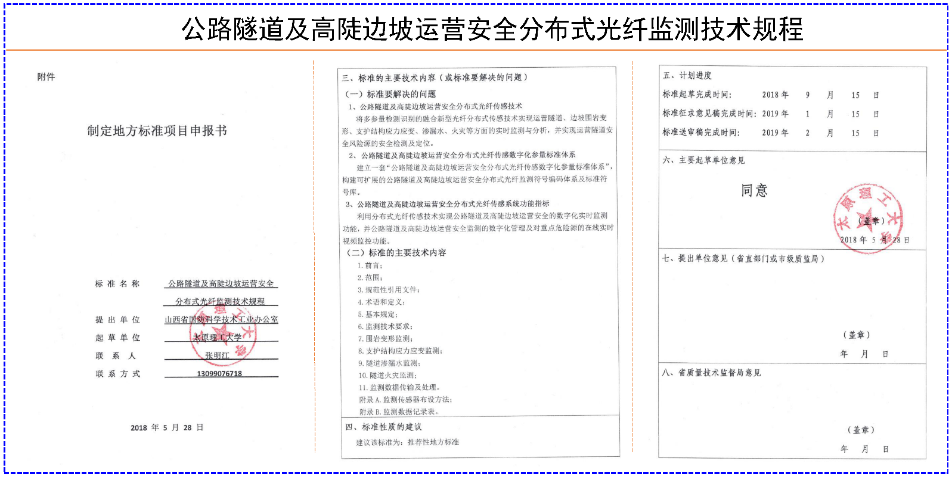 公路隧道及高陡边坡运营安全分布式光纤监测技术规程
附件
制定地方标准项目申报书
标准名称 公路隧道及高陡边坡运营安全
分布式光纤监测技术规程
提出单位 山西省国防科学技术工业办公室
起草单位 太原理工大学
联系人 张明江
联系方式 13099076718
2018 年 5 月 28 日
三、标准的主要技术内容（或标准要解决的问题）
（一）标准要解决的问题
1、公路隧道及高陡边坡运营安全分布式光纤传感技术
将多参量检测识别的融合新型光纤分布式传感技术实现运营隧道、边坡围岩变
形、支护结构应力应变、渗漏水、火灾等方面的实时监测与分析，并实现运营隧道安
全风险源的安全检测及定位。
2、公路隧道及高陡边坡运营安全分布式光纤传感数字化参量标准体系
建立一套“公路隧道及高陡边坡运营安全分布式光纤传感数字化参量标准体系”，
构建可扩展的公路隧道及高陡边坡运营安全分布式光纤监测符号编码体系及标准符
号库。
3、公路隧道及高陡边坡运营安全分布式光纤传感系统功能指标
利用分布式光纤传感技术实现公路隧道及高陡边坡运营安全的数字化实时监测
功能，并公路隧道及高陡边坡运营安全监测的数字化管理及对重点危险源的在线实时
视频监控功能。
（二）标准的主要技术内容
1.前言；
2.范围；
3.规范性引用文件；
4.术语和定义；
5.基本规定；
6.监测技术要求；
7.围岩变形监测；
8.支护结构应力应变监测；
9.隧道渗漏水监测；
10.隧道火灾监测；
11.监测数据传输及处理。
附录 A.监测传感器布设方法；
附录 B.监测数据记录表。
四、标准性质的建议
建议该标准为：推荐性地方标准
五、计划进度
标准起草完成时间： 2018 年 9 月 15 日
标准征求意见稿完成时间：2019 年 1 月 15 日
标准送审稿完成时间： 2019 年 2 月 15 日
六、主要起草单位意见
同意
太原理工大
（盖章）
2018 年 5 月 28 日
七、提出单位意见（省直部门或市级质监局）
（盖章）
年 月 日
八、省质量技术监督局意见
（盖章）
年 月 日